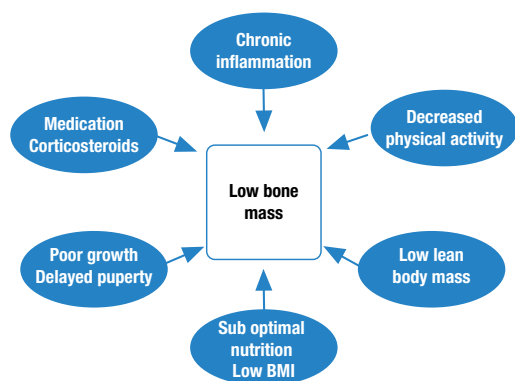 Chronic
inflammation
Medication
Corticosteroids
Decreased
physical activity
Low bone
mass
Poor growth
Delayed puperty
Low lean
body mass
Sub optimal
nutrition
Low BMI